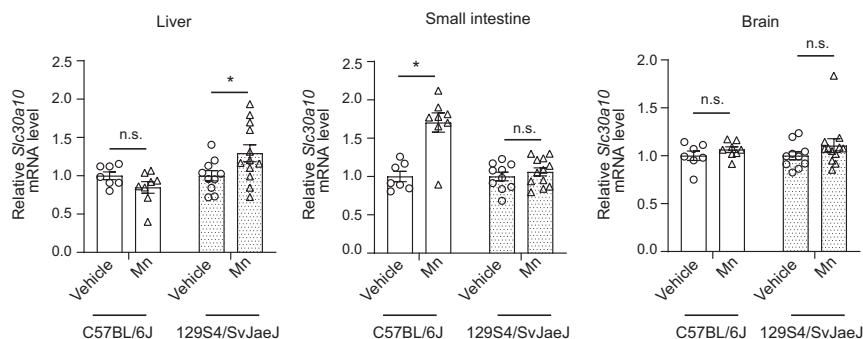 Liver
Relative Slc30a10
mRNA level
2.5
2.0
1.5
1.0
0.5
0.0
n.s.
*
Vehicle
Mn
Vehicle
Mn
C57BL/6J
129S4/SvJaeJ
Small intestine
Relative Slc30a10
mRNA level
2.5
2.0
1.5
1.0
0.5
0.0
*
n.s.
Vehicle
Mn
Vehicle
Mn
C57BL/6J
129S4/SvJaeJ
Brain
Relative Slc30a10
mRNA level
2.0
1.5
1.0
0.5
0.0
n.s.
n.s.
Vehicle
Mn
Vehicle
Mn
C57BL/6J
129S4/SvJaeJ